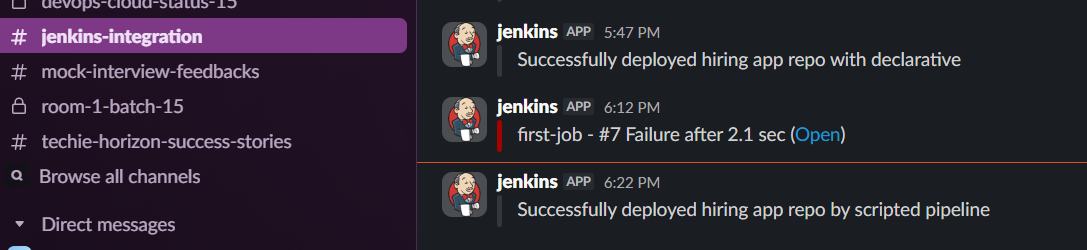 devops-cloud-status-15
# jenkins-integration
# mock-interview-feedbacks
room-1-batch-15
# techie-horizon-success-stories
Browse all channels
Direct messages
jenkins APP 5:47 PM
Successfully deployed hiring app repo with declarative
jenkins APP 6:12 PM
first-job - #7 Failure after 2.1 sec (Open)
jenkins APP 6:22 PM
Successfully deployed hiring app repo by scripted pipeline